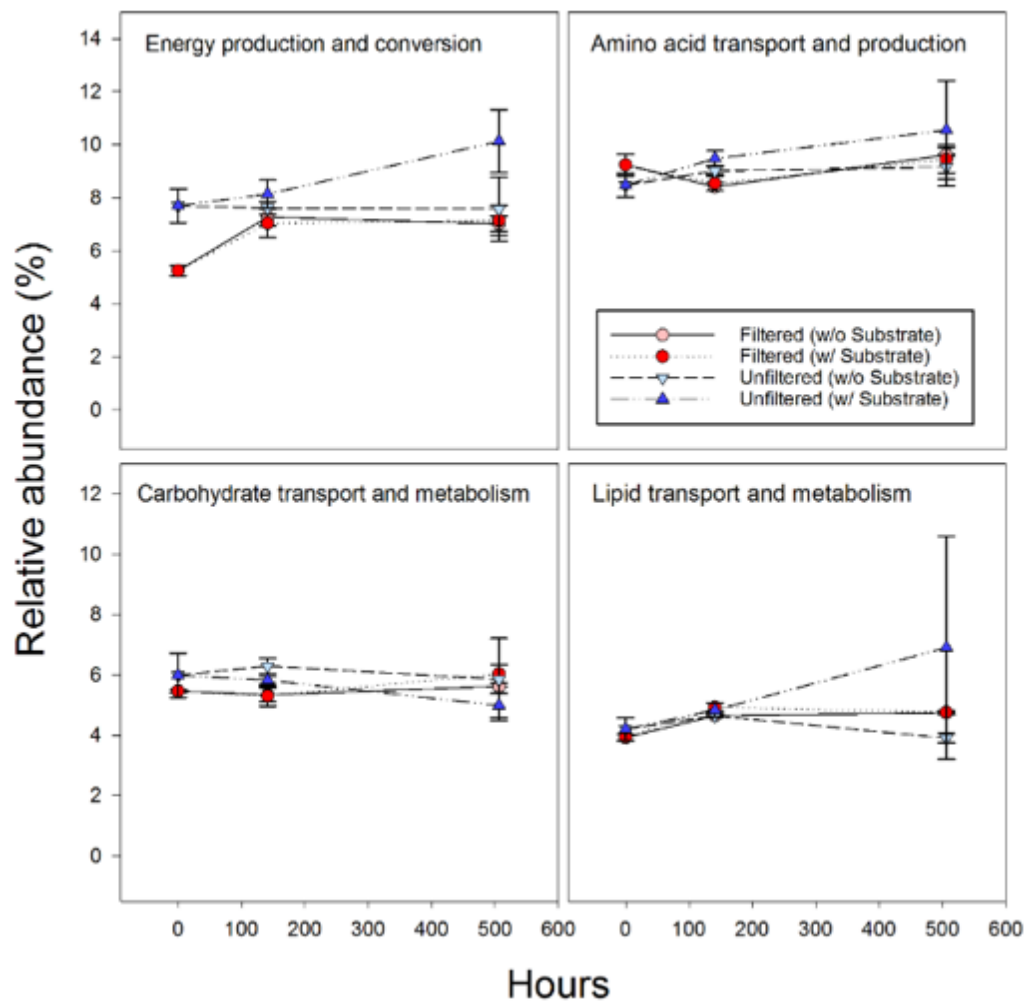 Relative abundance (%)
Energy production and conversion
14
12
10
8
6
4
2
0
Amino acid transport and production
Filtered (w/o Substrate)
Filtered (w/ Substrate)
Unfiltered (w/o Substrate)
Unfiltered (w/ Substrate)
Carbohydrate transport and metabolism
12
10
8
6
4
2
0
0 100 200 300 400 500 600
Lipid transport and metabolism
0 100 200 300 400 500 600
Hours